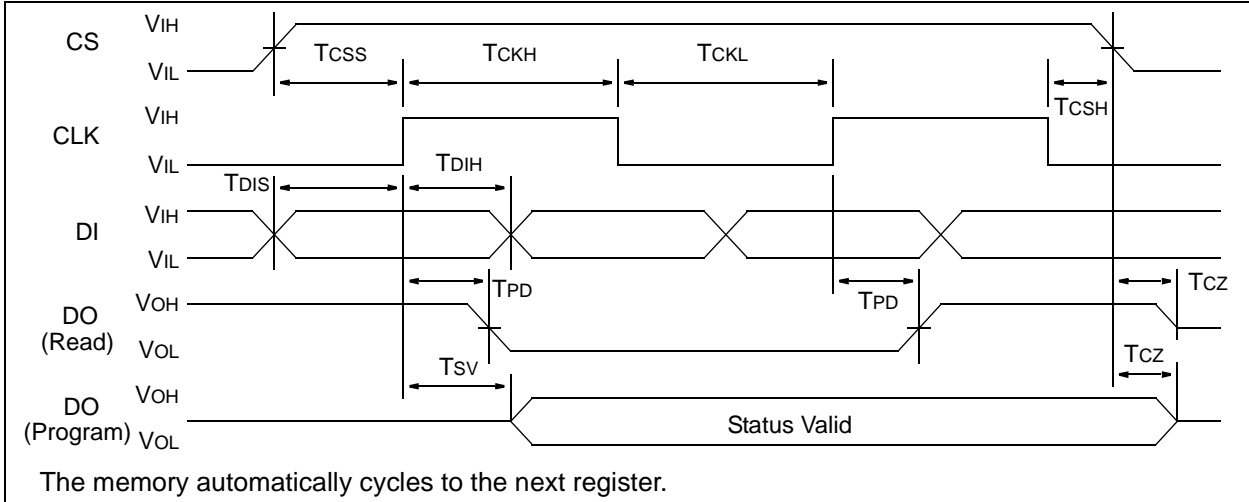 CS
VIH
VIL
TCSS
TCKH
TCKL
TCSH
CLK
VIH
VIL
TDIS
TDIH
DI
VIH
VIL
TPD
TPD
TCZ
DO
(Read)
VOH
VOL
TSV
TCZ
DO
(Program)
VOH
VOL
Status Valid
The memory automatically cycles to the next register.